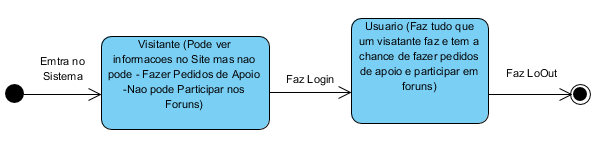 Emtra no
Sistema
Visitante (Pode ver
informacoes no Site mas nao
pode - Fazer Pedidos de Apoio
-Nao pode Participar nos
Foruns)
Faz Login
Usuario (Faz tudo que
um visatante faz e tem a
chance de fazer pedidos
de apoio e participar em
foruns)
Faz LoOut